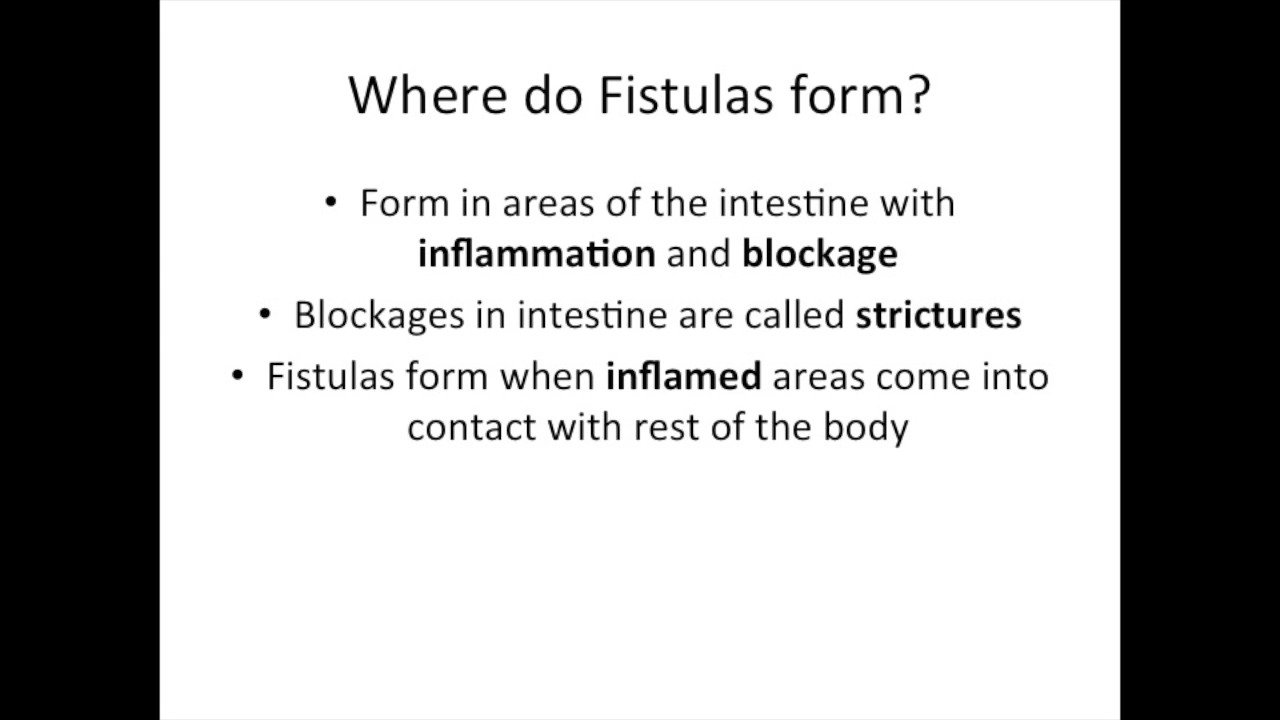 Where do Fistulas form?
• Form in areas of the intestine with
inflammation and blockage
• Blockages in intestine are called strictures
• Fistulas form when inflamed areas come into
contact with rest of the body